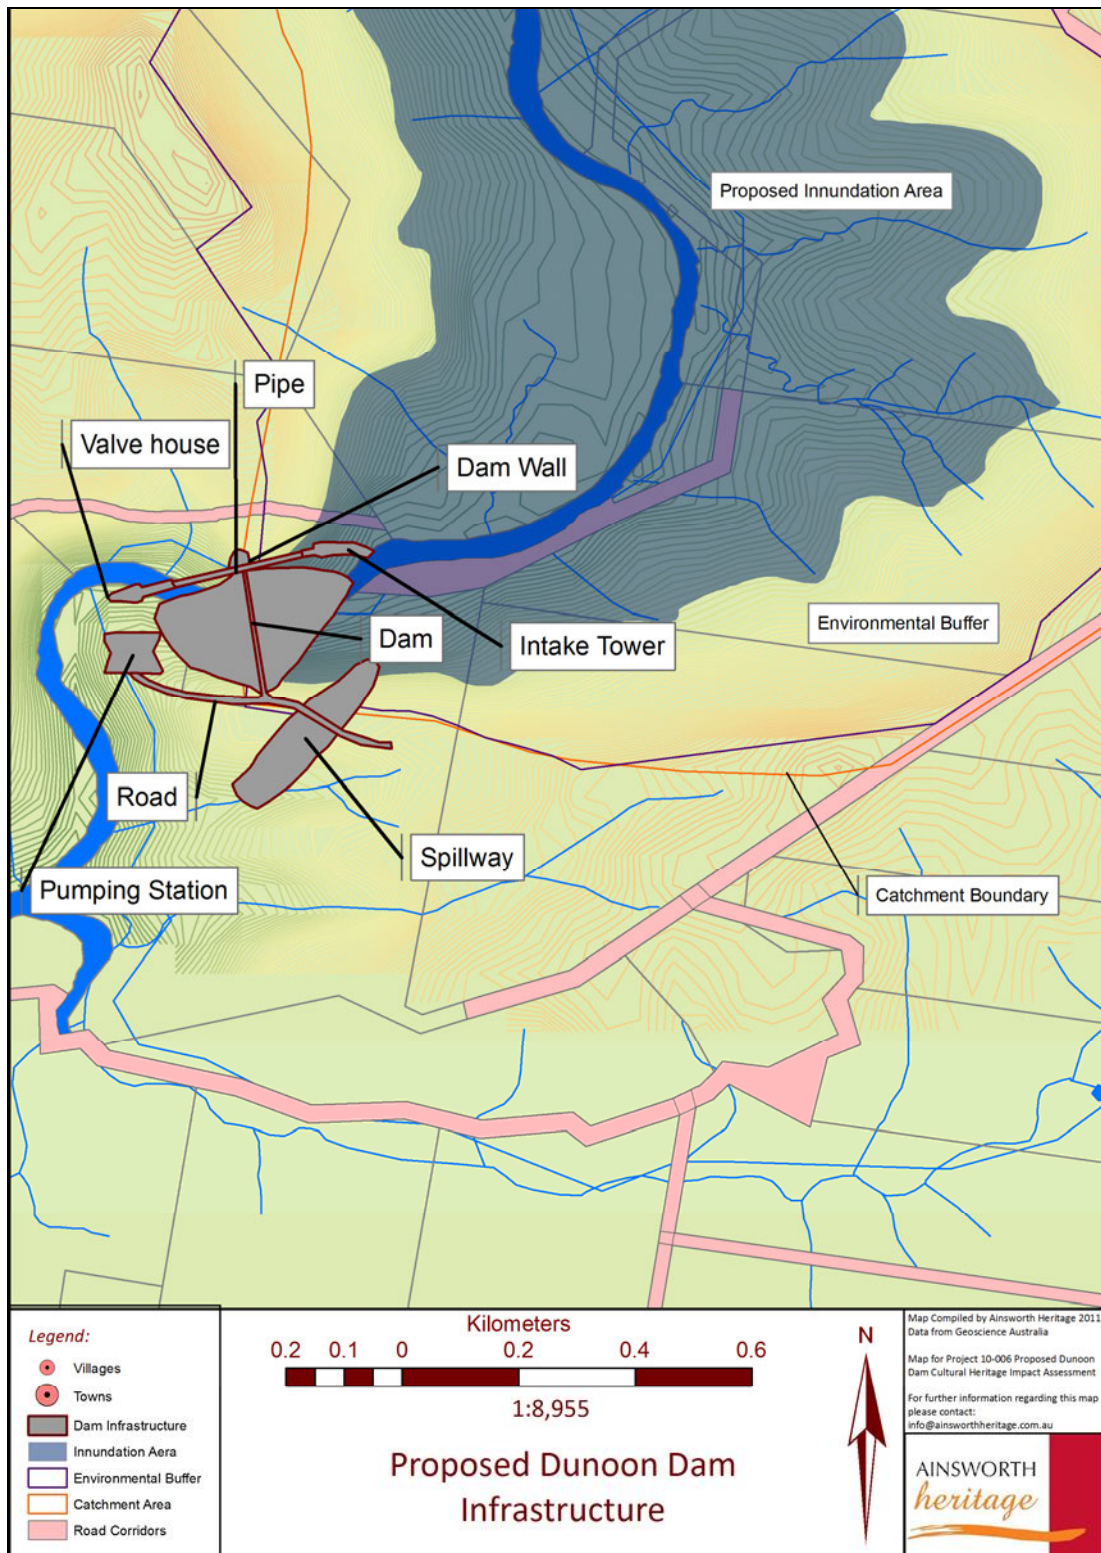 Proposed Innundation Area
Pipe
Valve house
Dam Wall
Environmental Buffer
Dam
Intake Tower
Road
Spillway
Pumping Station
Catchment Boundary
Legend:
Villages
Towns
Dam Infrastructure
Innundation Aera
Environmental Buffer
Catchment Area
Road Corridors
Kilometers
0.2 0.1 0 0.2 0.4 0.6
1:8,955
Proposed Dunoon Dam
Infrastructure
N
Map Compiled by Ainsworth Heritage 2011
Data from Geoscience Australia
Map for Project 10-006 Proposed Dunoon
Dam Cultural Heritage Impact Assessment
For further information regarding this map
please contact:
info@ainsworthheritage.com.au
AINSWORTH
heritage